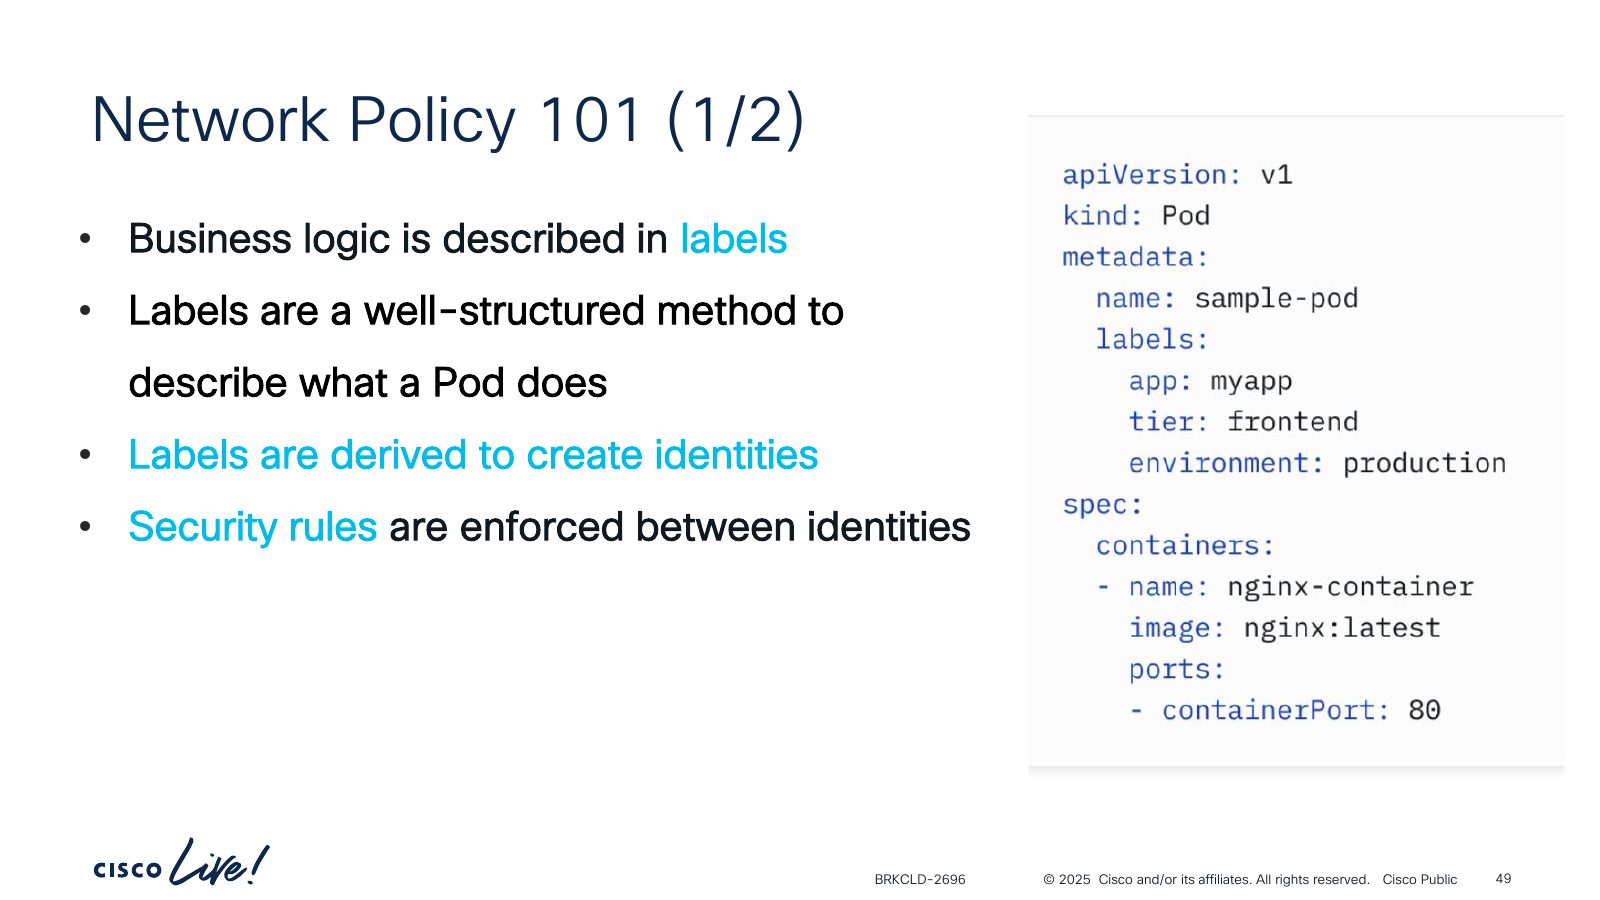 Network Policy 101 (1/2)
• Business logic is described in labels
• Labels are a well-structured method to
describe what a Pod does
• Labels are derived to create identities
• Security rules are enforced between identities
apiVersion: v1
kind: Pod
metadata:
  name: sample-pod
  labels:
    app: myapp
    tier: frontend
    environment: production
spec:
  containers:
  - name: nginx-container
    image: nginx:latest
    ports:
    - containerPort: 80
CISCO Live!
BRKCLD-2696
© 2025 Cisco and/or its affiliates. All rights reserved. Cisco Public
49